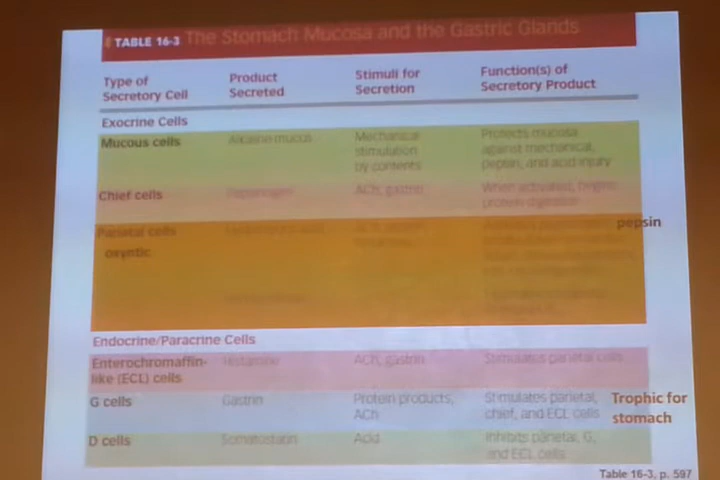 TABLE 16-3 The Stomach Mucosa and the Gastric Glands
Type of Secretory Cell
Product Secreted
Stimuli for Secretion
Function(s) of Secretory Product
Exocrine Cells
Mucous cells
Alkaline mucus
Mechanical
stimulation
by contents
Protects mucosa
against mechanical,
pepsin, and acid injury
Chief cells
Pepsinogen
ACh, gastrin
When activated, begins
protein digestion
Parietal cells
oxyntic
pepsin
Endocrine/Paracrine Cells
Enterochromaffin-
like (ECL) cells
Histamine
ACh, gastrin
Stimulates parietal cells
G cells
Gastrin
Protein products,
ACh
Stimulates parietal,
chief, and ECL cells
Trophic for
stomach
D cells
Somatostatin
Acid
Inhibits parietal, G,
and ECL cells
Table 16-3, p. 597